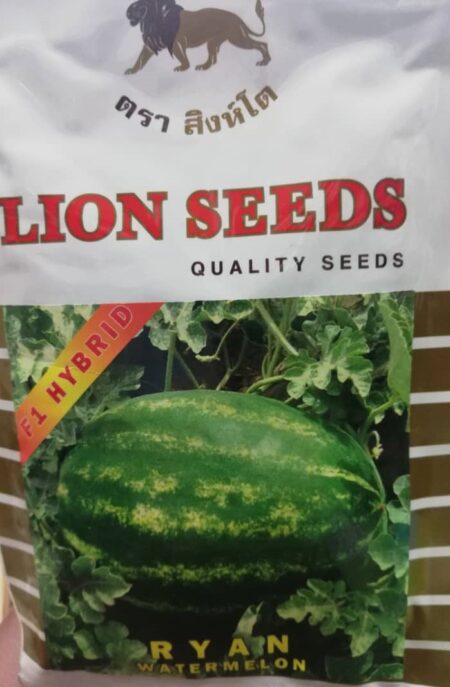 ตรา สิงห์โต
LION SEEDS
QUALITY SEEDS
F1 HYBRID
RYAN
WATERMELON